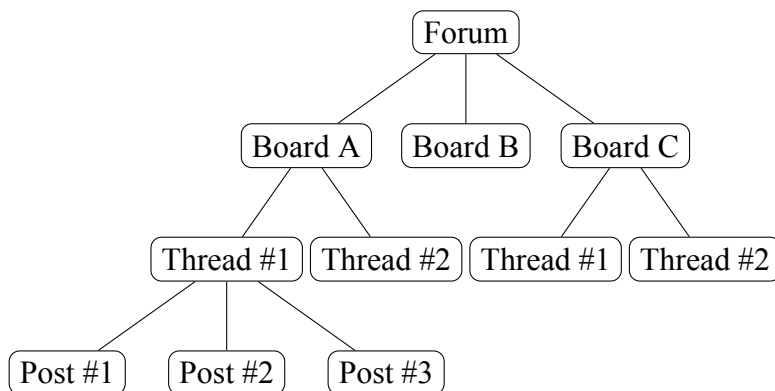 Forum
Board A Board B Board C
Thread #1 Thread #2 Thread #1 Thread #2
Post #1 Post #2 Post #3